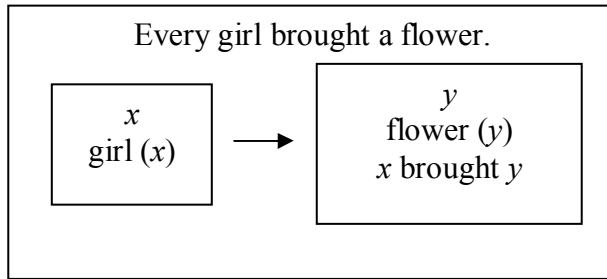 Every girl brought a flower.
x
girl (x)
y
flower (y)
x brought y